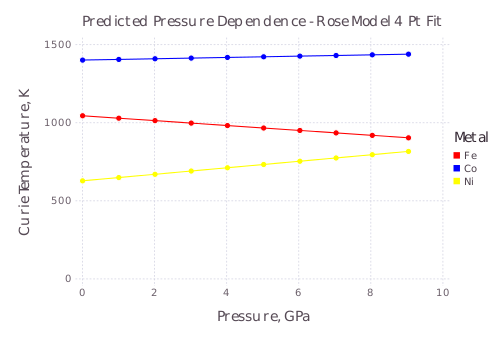 Predicted Pressure Dependence - Rose Model 4 Pt Fit
1500
1000
500
0
Curie Temperature, K
0 2 4 6 8 10
Pressure, GPa
Metal
Fe
Co
Ni